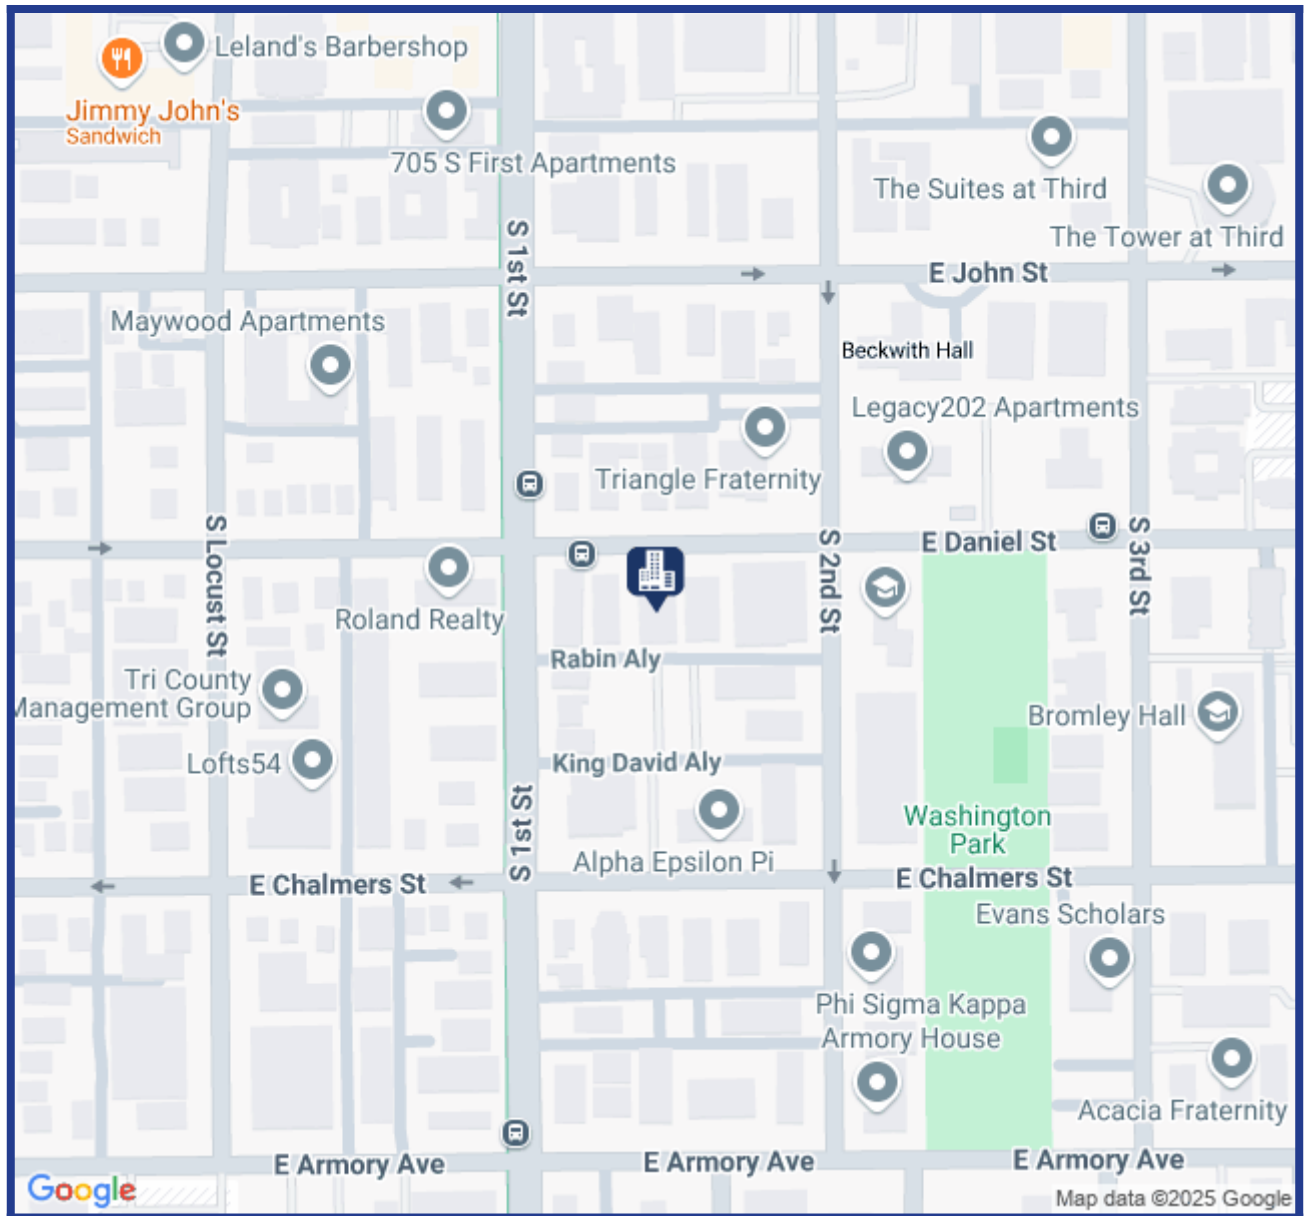 Leland's Barbershop
Jimmy John's
Sandwich
705 S First Apartments
The Suites at Third
The Tower at Third
S 1st St
E John St
Maywood Apartments
Beckwith Hall
Legacy202 Apartments
Triangle Fraternity
S Locust St
S 2nd St
E Daniel St
S 3rd St
Roland Realty
Rabin Aly
Tri County
Management Group
Bromley Hall
Lofts54
King David Aly
S 1st St
Washington
Park
Alpha Epsilon Pi
E Chalmers St
E Chalmers St
Evans Scholars
Phi Sigma Kappa
Armory House
Acacia Fraternity
E Armory Ave
E Armory Ave
E Armory Ave
Google
Map data ©2025 Google